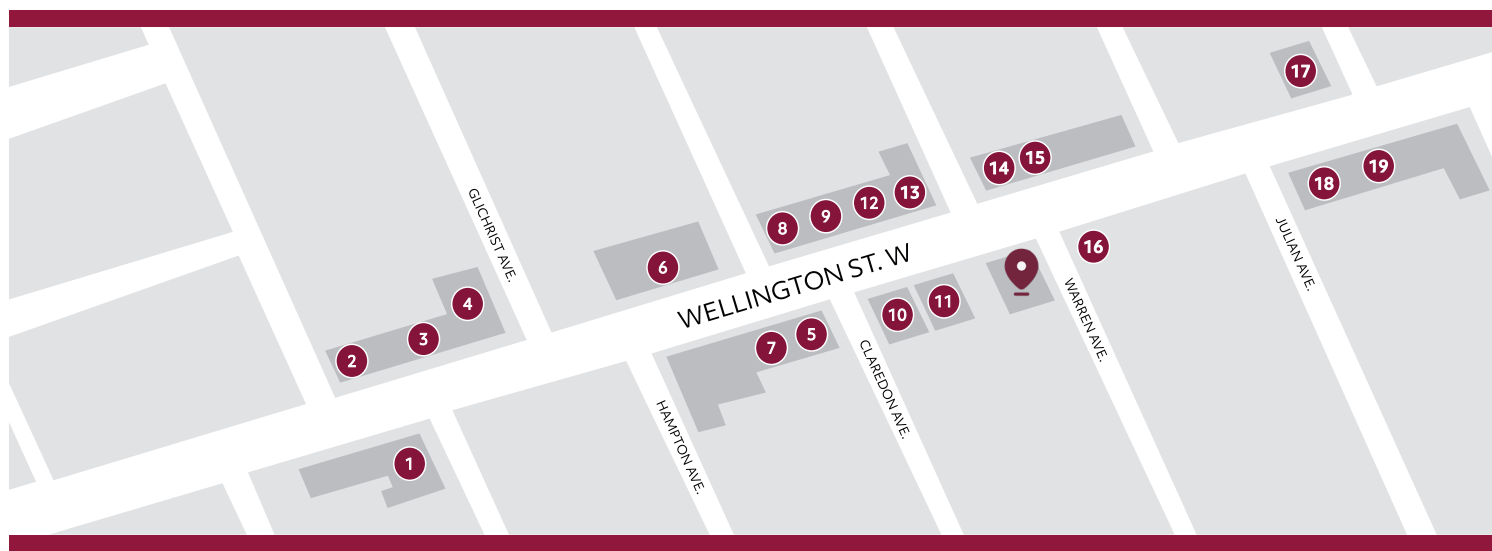 17
14 15
18 19
8 9 12 13
GLICHRIST AVE.
6
WELLINGTON ST. W
16
JULIAN AVE.
4
3
2
7 5
10 11
WARREN AVE.
CLAREDON AVE.
HAMPTON AVE.
1